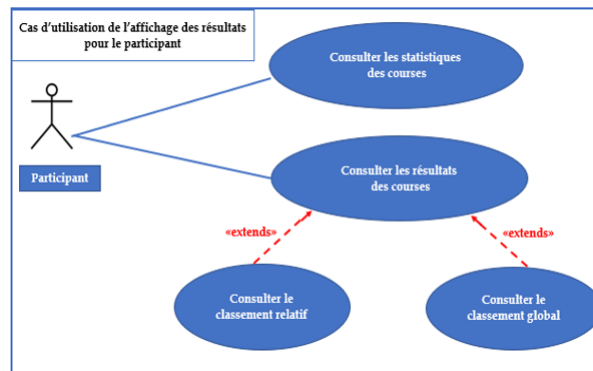 Cas d'utilisation de l'affichage des résultats
pour le participant
Consulter les statistiques
des courses
Participant
Consulter les résultats
des courses
«extends»
«extends»
Consulter le
classement relatif
Consulter le
classement global